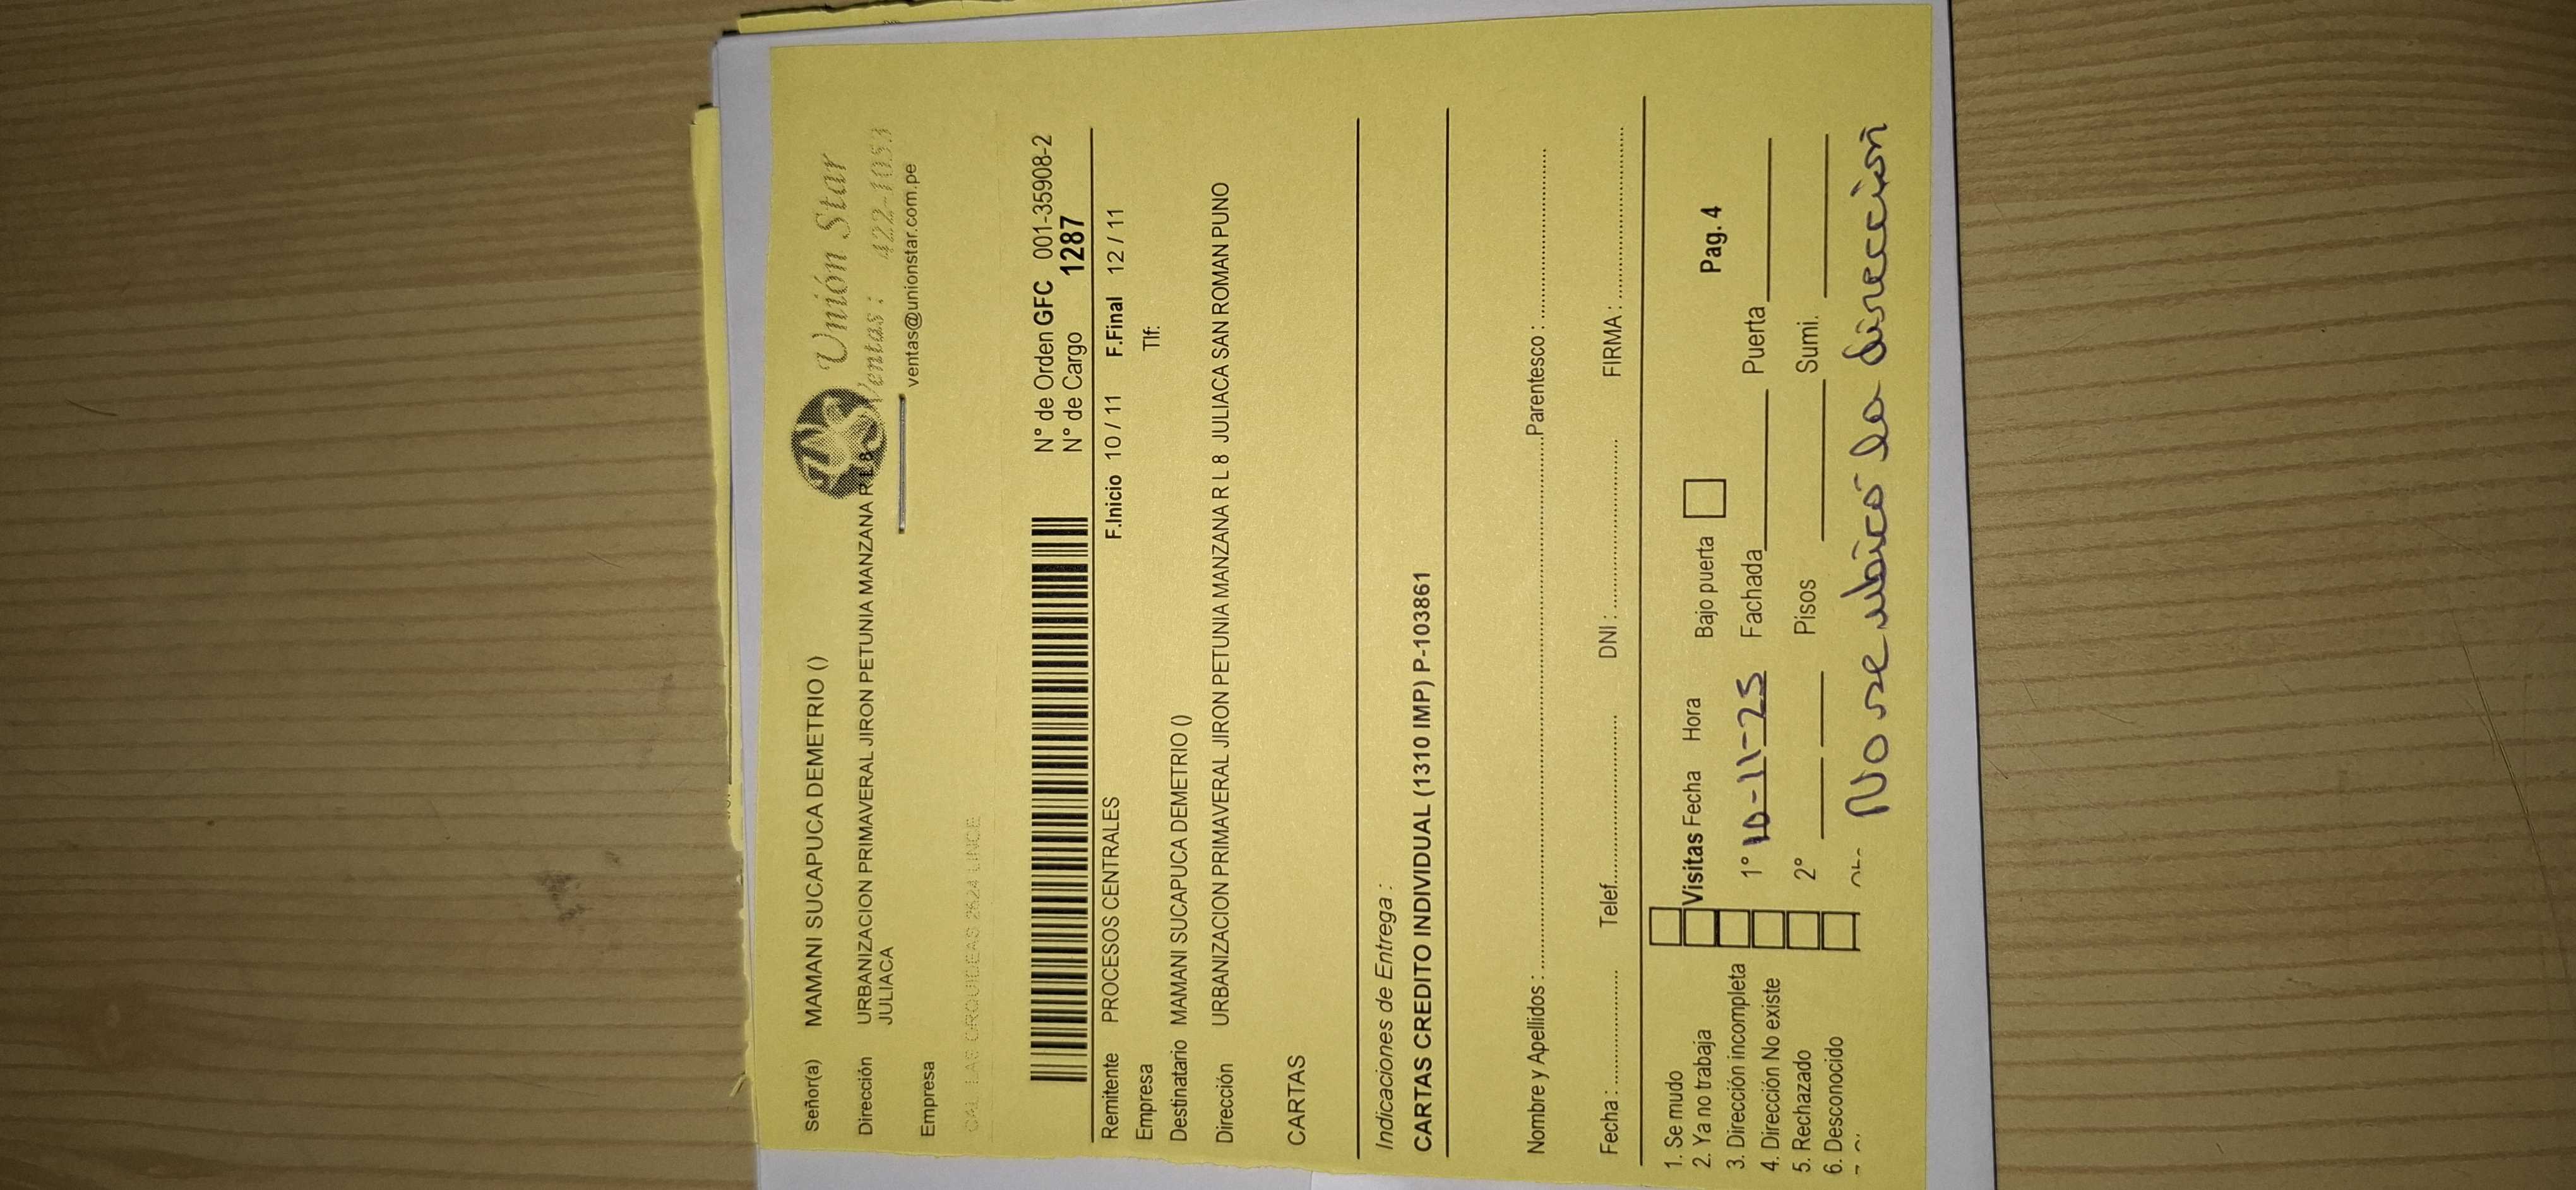 Unión Star
Ventas : 422-1053
ventas@unionstar.com.pe
Señor(a) MAMANI SUCAPUCA DEMETRIO ()
Dirección URBANIZACION PRIMAVERAL JIRON PETUNIA MANZANA R L 8
JULIACA
Empresa
CAL LAS ORQUIDEAS 2624 LINCE
N° de Orden GFC 001-35908-2
N° de Cargo 1287
Remitente PROCESOS CENTRALES F.Inicio 10 / 11 F.Final 12 / 11
Empresa Tlf:
Destinatario MAMANI SUCAPUCA DEMETRIO ()
Dirección URBANIZACION PRIMAVERAL JIRON PETUNIA MANZANA R L 8 JULIACA SAN ROMAN PUNO
CARTAS
Indicaciones de Entrega :
CARTAS CREDITO INDIVIDUAL (1310 IMP) P-103861
Nombre y Apellidos : Parentesco :
Fecha : Telef. DNI : FIRMA :
1. Se mudo
2. Ya no trabaja Visitas Fecha Hora Bajo puerta Pag. 4
3. Dirección incompleta 1° 10-11-25 Fachada Puerta
4. Dirección No existe
5. Rechazado 2° Pisos Sumi.
6. Desconocido
No se ubicó la dirección